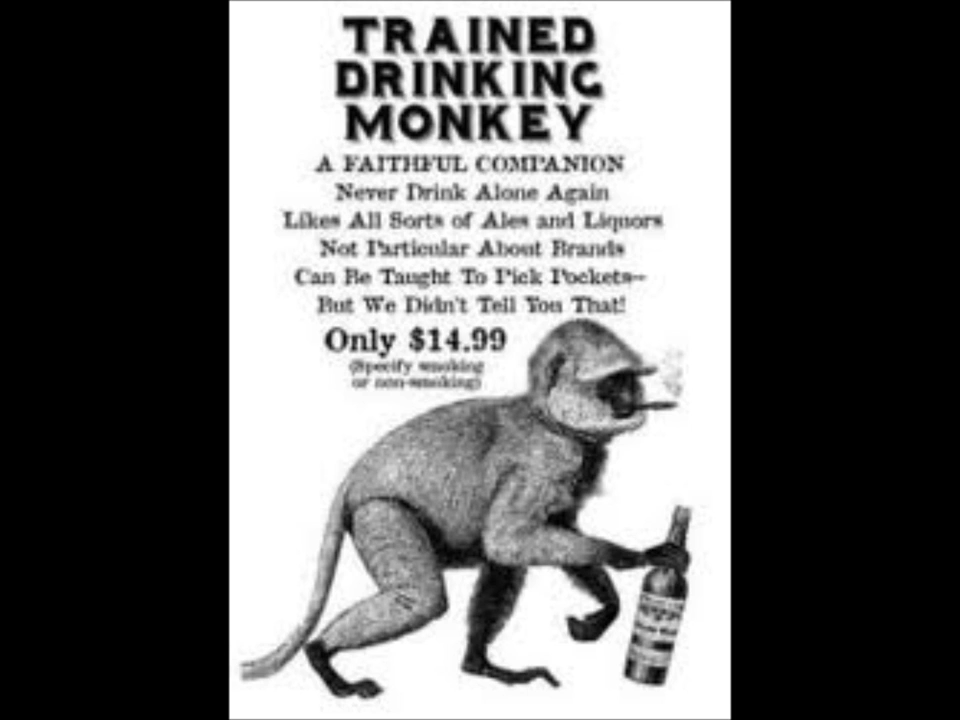 TRAINED
DRINKING
MONKEY
A FAITHFUL COMPANION
Never Drink Alone Again
Likes All Sorts of Ales and Liquors
Not Particular About Brands
Can Be Taught To Pick Pockets--
But We Didn't Tell You That!
Only $14.99
(Specify smoking
or non-smoking)